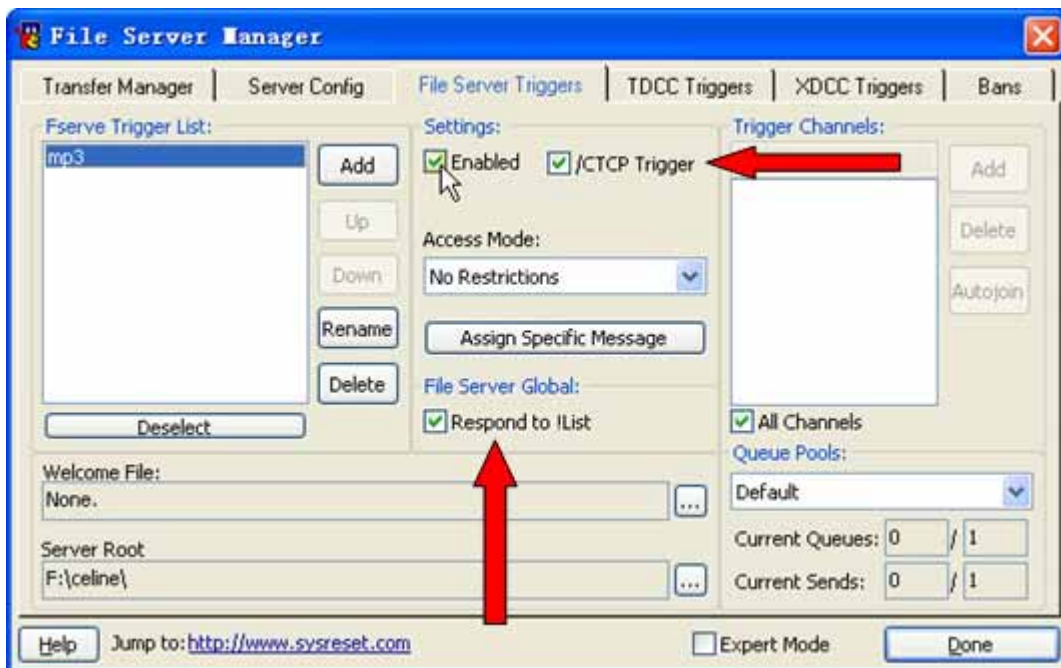 File Server Manager
Transfer Manager
Server Config
File Server Triggers
TDCC Triggers
XDCC Triggers
Bans
Fserve Trigger List:
mp3
Add
Up
Down
Rename
Delete
Deselect
Settings:
Enabled
/CTCP Trigger
Access Mode:
No Restrictions
Assign Specific Message
File Server Global:
Respond to !List
Trigger Channels:
Add
Delete
Autojoin
All Channels
Queue Pools:
Default
Current Queues: 0 / 1
Current Sends: 0 / 1
Welcome File:
None.
...
Server Root
F:\celine\
...
Help
Jump to: http://www.sysreset.com
Expert Mode
Done